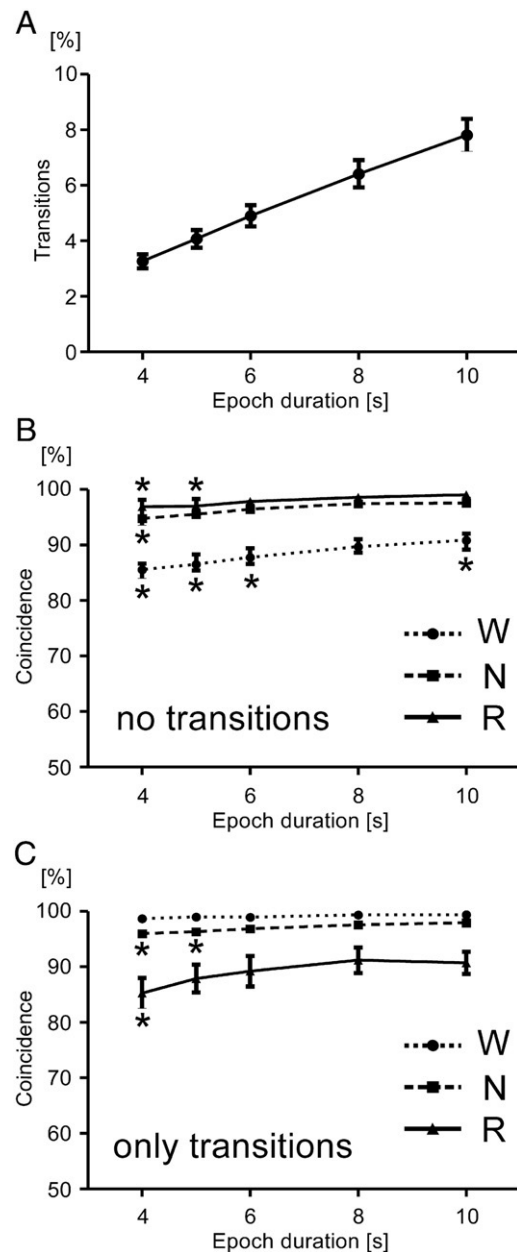 A
[%]
10
8
6
4
2
0
Transitions
4 6 8 10
Epoch duration [s]
B
[%]
* *
100
*
90
* * * *
80
70
60
50
Coincidence
W
N
R
no transitions
4 6 8 10
Epoch duration [s]
C
[%]
100
* *
90
80
*
70
60
50
Coincidence
W
N
R
only transitions
4 6 8 10
Epoch duration [s]